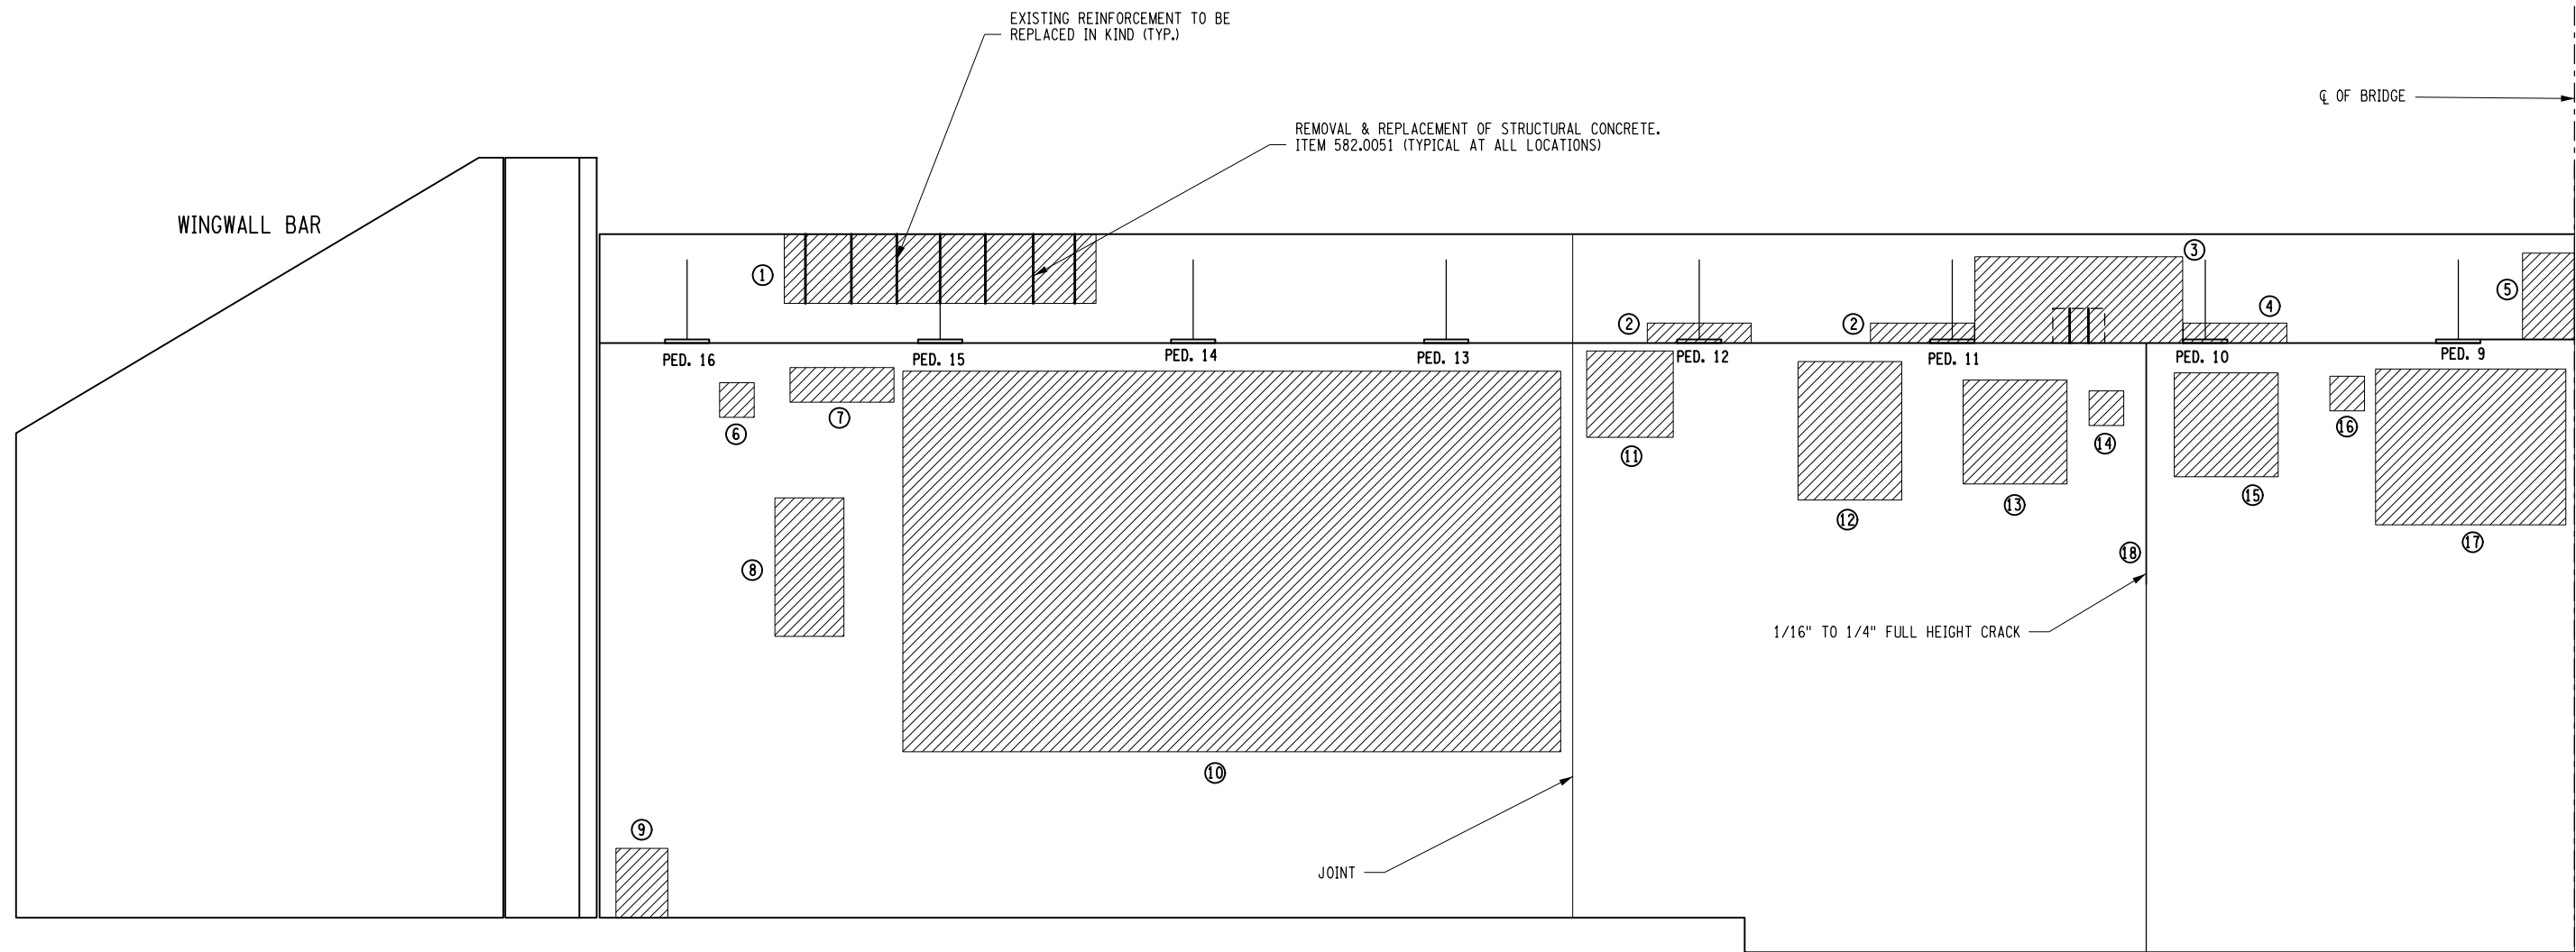 EXISTING REINFORCEMENT TO BE
REPLACED IN KIND (TYP.)
℄ OF BRIDGE
REMOVAL & REPLACEMENT OF STRUCTURAL CONCRETE.
ITEM 582.0051 (TYPICAL AT ALL LOCATIONS)
WINGWALL BAR
1
2
2
3
4
5
PED. 16
PED. 15
PED. 14
PED. 13
PED. 12
PED. 11
PED. 10
PED. 9
6
7
11
14
16
8
12
13
15
17
18
1/16" TO 1/4" FULL HEIGHT CRACK
10
9
JOINT